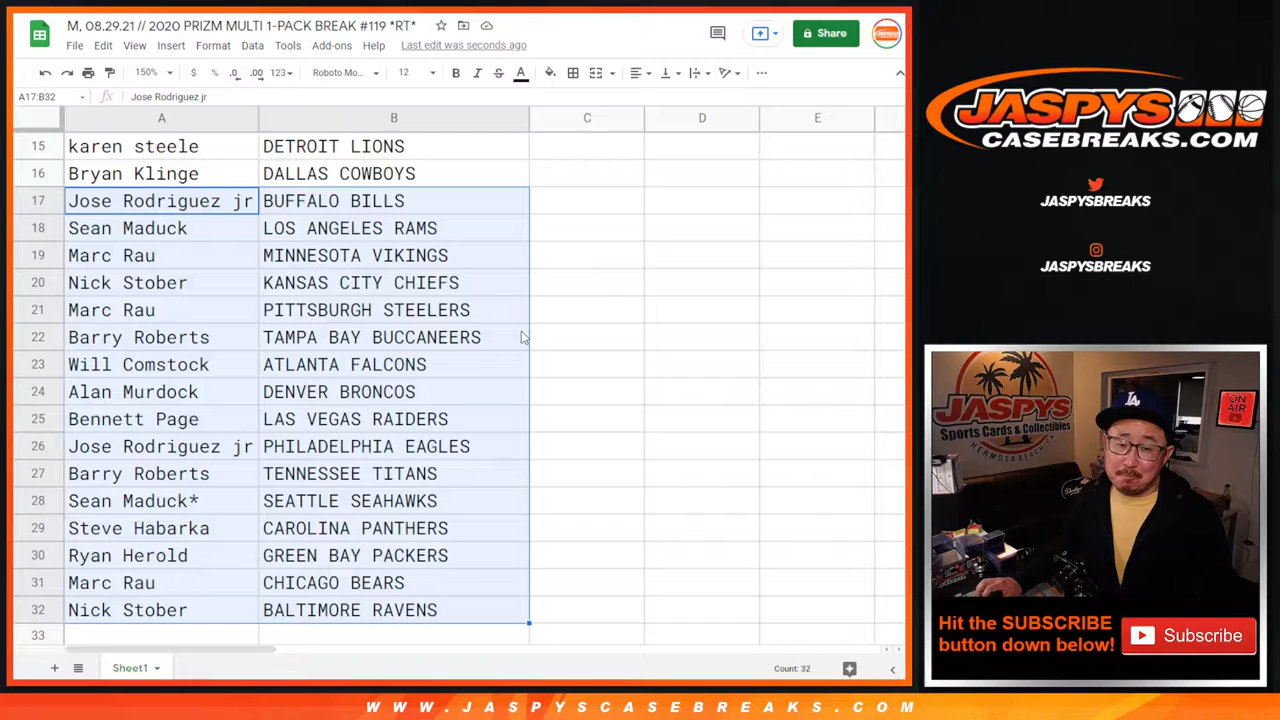 M, 08.29.21 // 2020 PRIZM MULTI 1-PACK BREAK #119 *RT*
File Edit View Insert Format Data Tools Add-ons Help Last edit was seconds ago
Share
150% $ % .0 .00 123 Roboto Mo... 12 B I S A
A17:B32 fx Jose Rodriguez jr
A B C D E
15 karen steele DETROIT LIONS
16 Bryan Klinge DALLAS COWBOYS
17 Jose Rodriguez jr BUFFALO BILLS
18 Sean Maduck LOS ANGELES RAMS
19 Marc Rau MINNESOTA VIKINGS
20 Nick Stober KANSAS CITY CHIEFS
21 Marc Rau PITTSBURGH STEELERS
22 Barry Roberts TAMPA BAY BUCCANEERS
23 Will Comstock ATLANTA FALCONS
24 Alan Murdock DENVER BRONCOS
25 Bennett Page LAS VEGAS RAIDERS
26 Jose Rodriguez jr PHILADELPHIA EAGLES
27 Barry Roberts TENNESSEE TITANS
28 Sean Maduck* SEATTLE SEAHAWKS
29 Steve Habarka CAROLINA PANTHERS
30 Ryan Herold GREEN BAY PACKERS
31 Marc Rau CHICAGO BEARS
32 Nick Stober BALTIMORE RAVENS
33
Sheet1
Count: 32
JASPYS
CASEBREAKS.COM
JASPYSBREAKS
JASPYSBREAKS
JASPYS
Sports Cards & Collectibles
HERMOSA BEACH, CA
ON AIR
LA
Dodgers
Hit the SUBSCRIBE
button down below!
Subscribe
WWW.JASPYSCASEBREAKS.COM